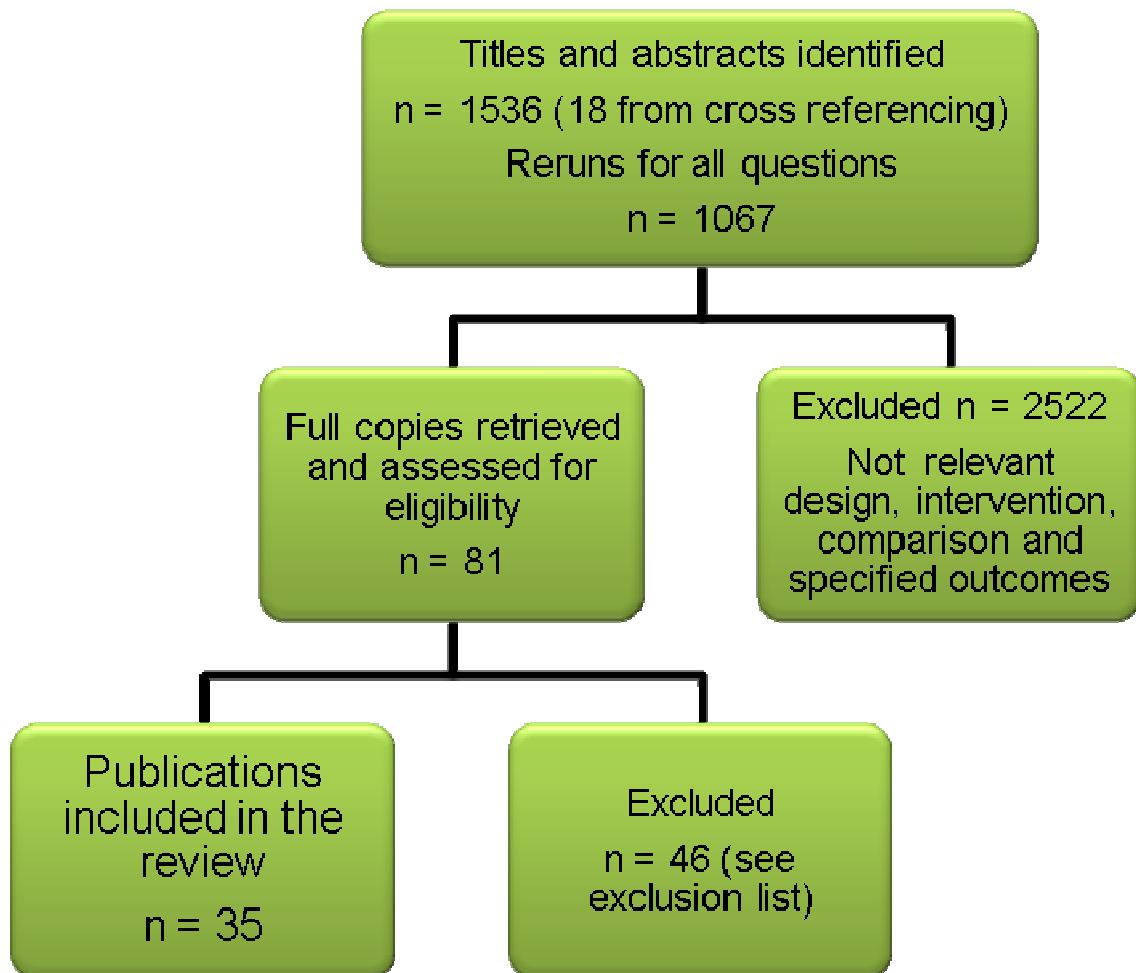 Titles and abstracts identified
n = 1536 (18 from cross referencing)
Reruns for all questions
n = 1067
Full copies retrieved
and assessed for
eligibility
n = 81
Excluded n = 2522
Not relevant
design, intervention,
comparison and
specified outcomes
Publications
included in the
review
n = 35
Excluded
n = 46 (see
exclusion list)